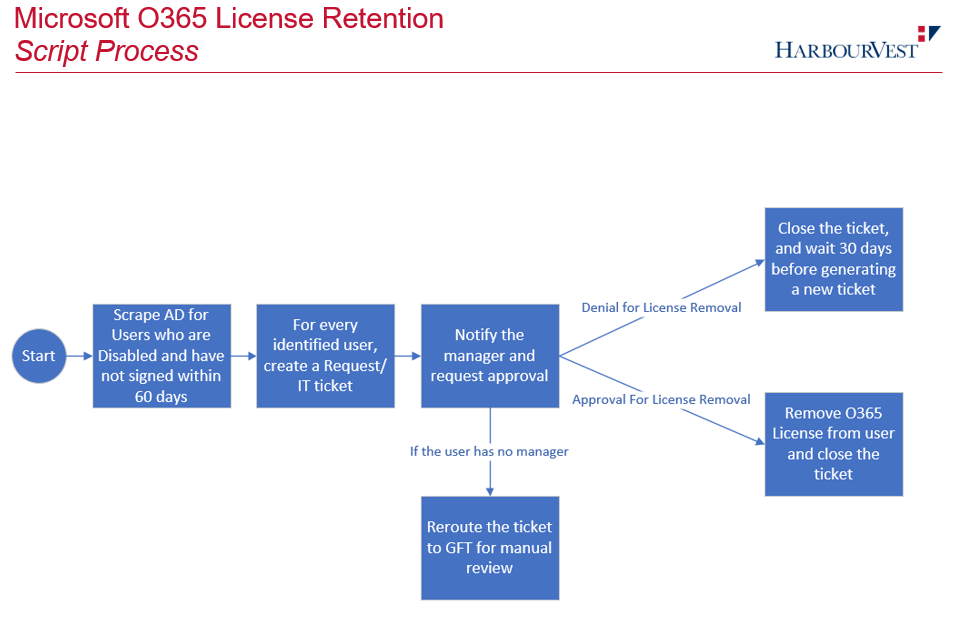 Microsoft O365 License Retention
Script Process
HARBOURVEST
Start
Scrape AD for
Users who are
Disabled and have
not signed within
60 days
For every
identified user,
create a Request/
IT ticket
Notify the
manager and
request approval
Denial for License Removal
Close the ticket,
and wait 30 days
before generating
a new ticket
Approval For License Removal
Remove O365
License from user
and close the
ticket
If the user has no manager
Reroute the ticket
to GFT for manual
review